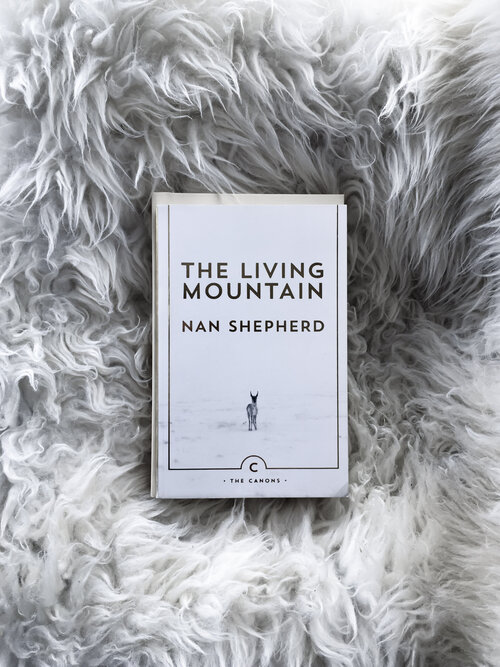 THE LIVING
MOUNTAIN
NAN SHEPHERD
C
• THE CANONS •